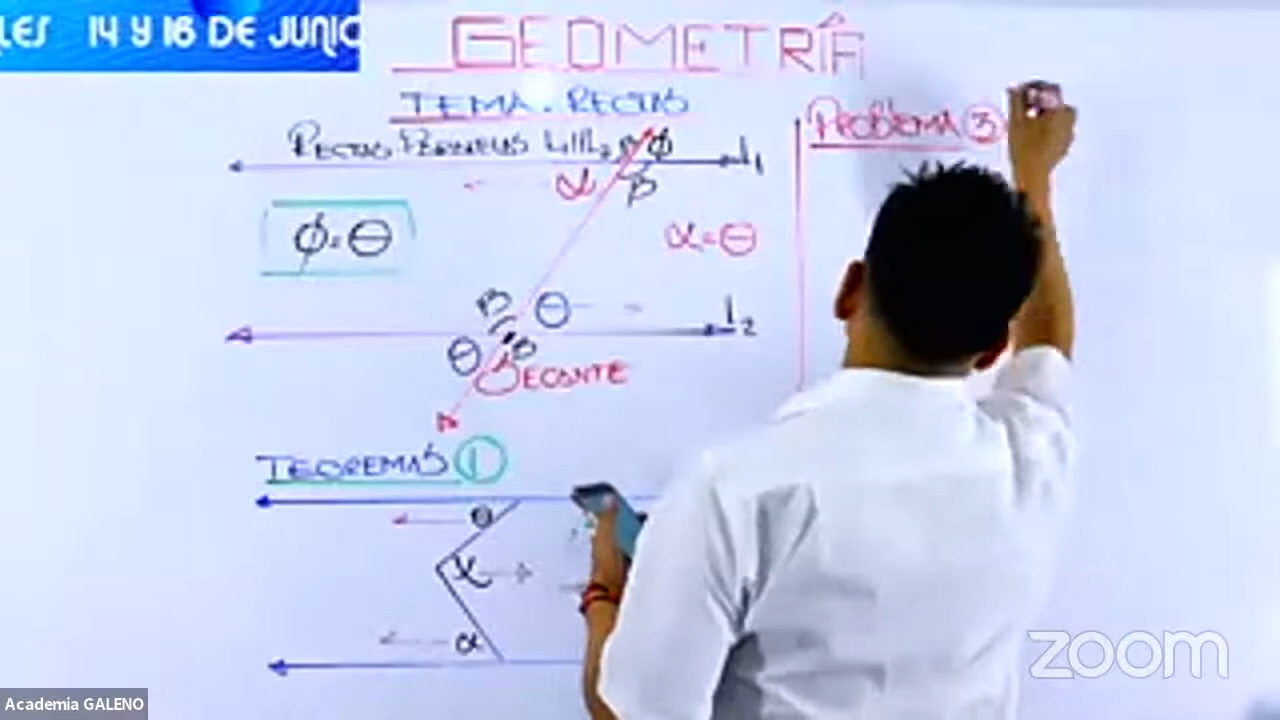 LES 14 Y 16 DE JUNIO
GEOMETRÍA
TEMA. RECTAS
RECTAS PARALELAS L₁//L₂ β ϕ L₁
α β
ϕ=θ
α=θ
β θ L₂
θ β
SECANTE
TEOREMAS 1
θ
x
α
PROBLEMA 3
zoom
Academia GALENO